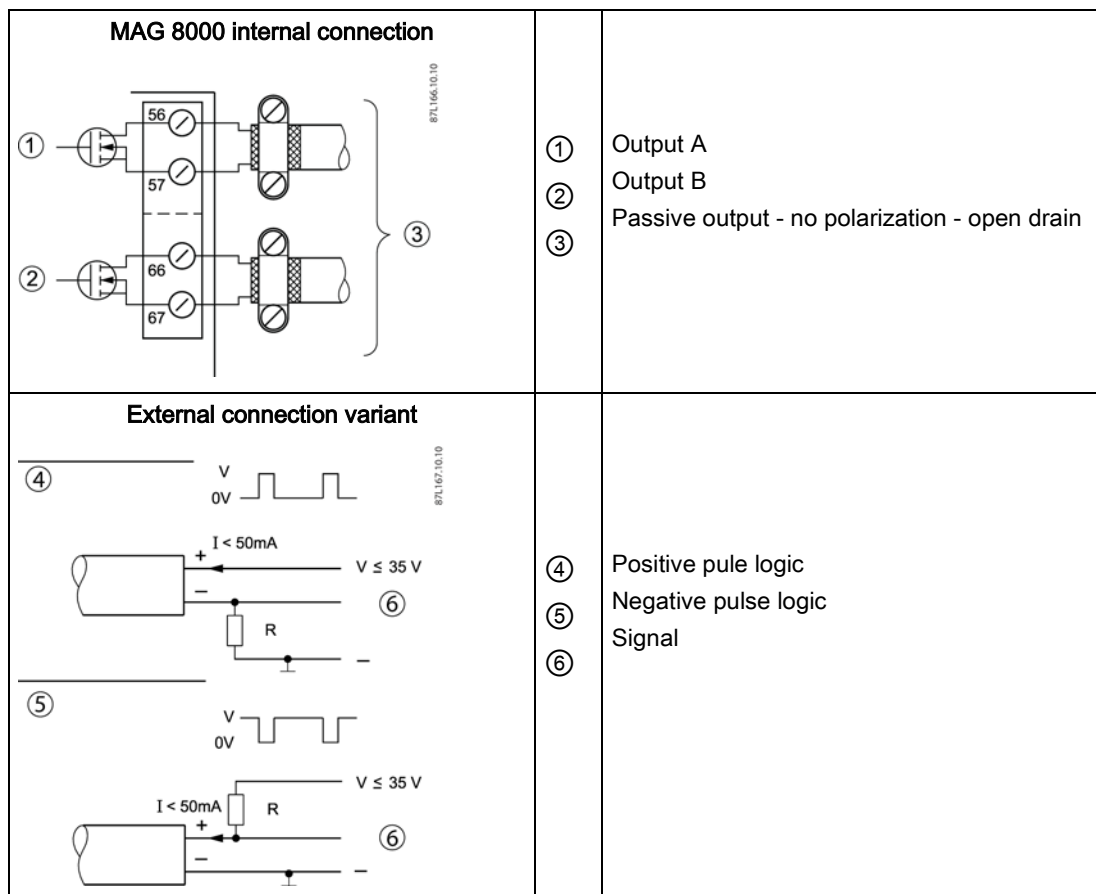 MAG 8000 internal connection
87L166.10.10
56
① 
57
③
66
②
67
① Output A
② Output B
③ Passive output - no polarization - open drain
External connection variant
87L167.10.10
④
V
0V
I < 50mA
+
V ≤ 35 V
−
⑥
R
−
⑤
V
0V
V ≤ 35 V
I < 50mA
R
+
⑥
−
−
④ Positive pule logic
⑤ Negative pulse logic
⑥ Signal